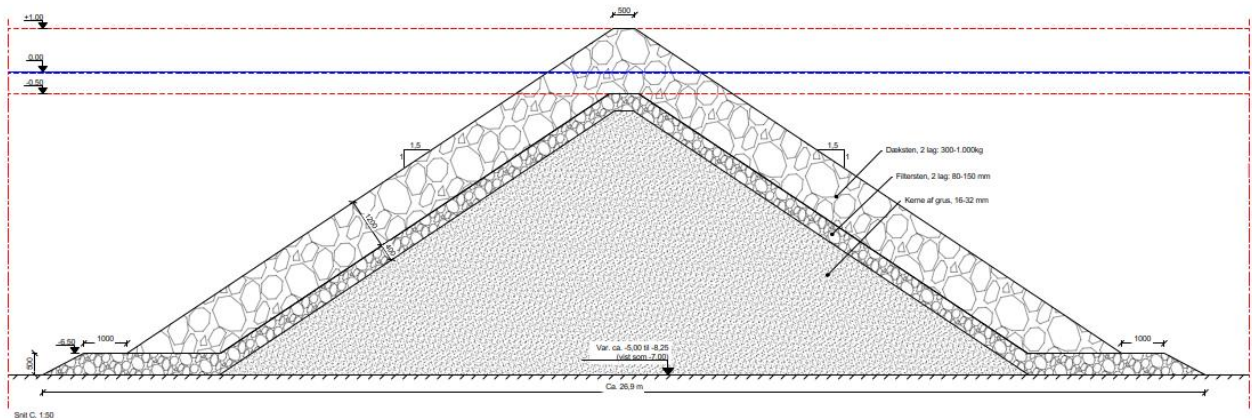 500
+1.00
0.00
-0.50
1,5
1
1,5
1
Dæksten, 2 lag: 300-1.000kg
Filtersten, 2 lag: 80-150 mm
Kerne af grus, 16-32 mm
1200
400
1000
-6.50
1000
500
Var. ca. -5,00 til -8,25
(vist som -7.00)
Ca. 26,9 m
Snit C. 1:50